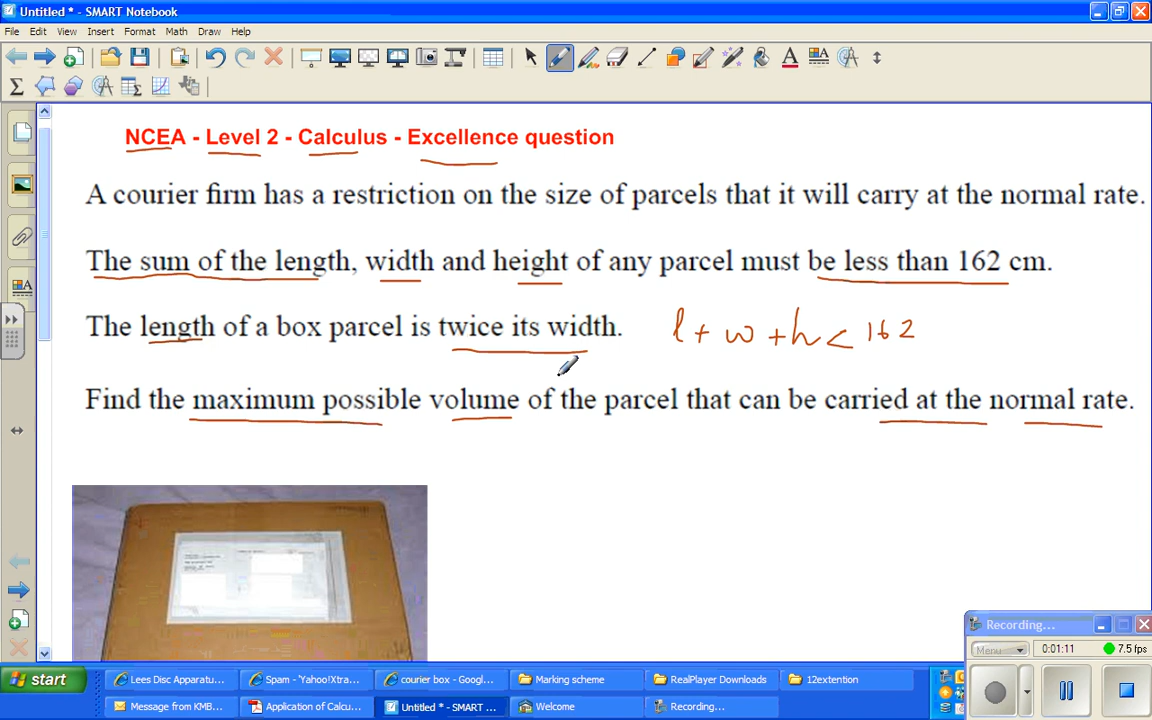 Untitled * - SMART Notebook
File Edit View Insert Format Math Draw Help
NCEA - Level 2 - Calculus - Excellence question
A courier firm has a restriction on the size of parcels that it will carry at the normal rate.
The sum of the length, width and height of any parcel must be less than 162 cm.
The length of a box parcel is twice its width.
l + w + h < 162
Find the maximum possible volume of the parcel that can be carried at the normal rate.
Recording...
Menu 0:01:11 7.5 fps
start
Lees Disc Apparatu... Spam - 'Yahoo!Xtra... courier box - Googl... Marking scheme RealPlayer Downloads 12extention
Message from KMB... Application of Calcu... Untitled * - SMART ... Welcome Recording...